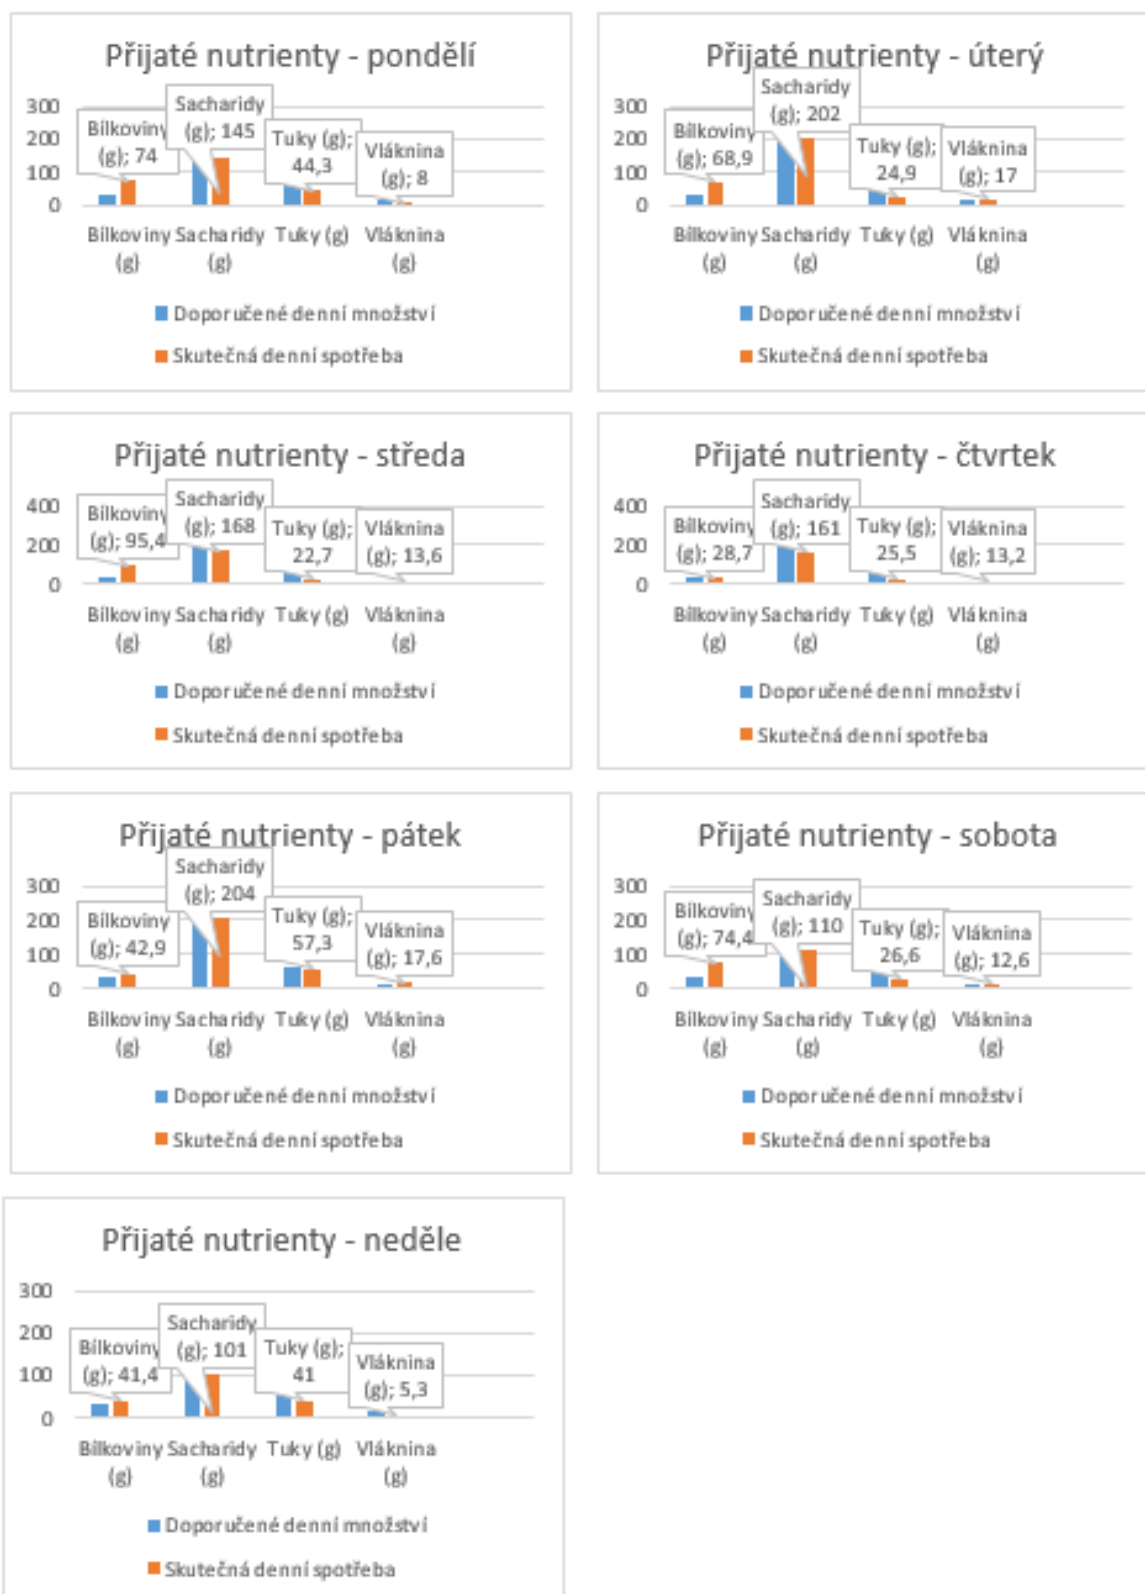 Přijaté nutrienty - pondělí
300
200
100
0
Bílkoviny
(g); 74
Sacharidy
(g); 145
Tuky (g);
44,3
Vláknina
(g); 8
Bílkoviny
(g)
Sacharidy
(g)
Tuky (g)
Vláknina
(g)
Doporučené denní množství
Skutečná denní spotřeba
Přijaté nutrienty - úterý
300
200
100
0
Bílkoviny
(g); 68,9
Sacharidy
(g); 202
Tuky (g);
24,9
Vláknina
(g); 17
Bílkoviny
(g)
Sacharidy
(g)
Tuky (g)
Vláknina
(g)
Doporučené denní množství
Skutečná denní spotřeba
Přijaté nutrienty - středa
400
200
0
Bílkoviny
(g); 95,4
Sacharidy
(g); 168
Tuky (g);
22,7
Vláknina
(g); 13,6
Bílkoviny
(g)
Sacharidy
(g)
Tuky (g)
Vláknina
(g)
Doporučené denní množství
Skutečná denní spotřeba
Přijaté nutrienty - čtvrtek
400
200
0
Bílkoviny
(g); 28,7
Sacharidy
(g); 161
Tuky (g);
25,5
Vláknina
(g); 13,2
Bílkoviny
(g)
Sacharidy
(g)
Tuky (g)
Vláknina
(g)
Doporučené denní množství
Skutečná denní spotřeba
Přijaté nutrienty - pátek
300
200
100
0
Bílkoviny
(g); 42,9
Sacharidy
(g); 204
Tuky (g);
57,3
Vláknina
(g); 17,6
Bílkoviny
(g)
Sacharidy
(g)
Tuky (g)
Vláknina
(g)
Doporučené denní množství
Skutečná denní spotřeba
Přijaté nutrienty - sobota
300
200
100
0
Bílkoviny
(g); 74,4
Sacharidy
(g); 110
Tuky (g);
26,6
Vláknina
(g); 12,6
Bílkoviny
(g)
Sacharidy
(g)
Tuky (g)
Vláknina
(g)
Doporučené denní množství
Skutečná denní spotřeba
Přijaté nutrienty - neděle
300
200
100
0
Bílkoviny
(g); 41,4
Sacharidy
(g); 101
Tuky (g);
41
Vláknina
(g); 5,3
Bílkoviny
(g)
Sacharidy
(g)
Tuky (g)
Vláknina
(g)
Doporučené denní množství
Skutečná denní spotřeba